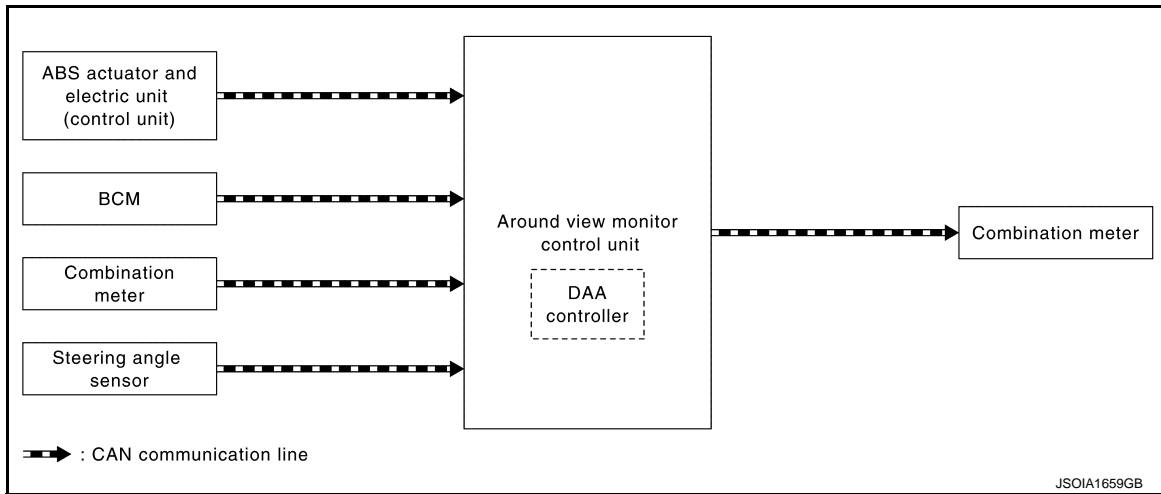 ABS actuator and
electric unit
(control unit)
BCM
Combination
meter
Steering angle
sensor
Around view monitor
control unit
DAA
controller
Combination meter
: CAN communication line
JSOIA1659GB